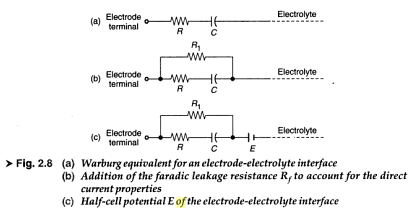 (a) Electrode terminal R C Electrolyte
R1
(b) Electrode terminal R C Electrolyte
R1
(c) Electrode terminal R C E Electrolyte
➤ Fig. 2.8 (a) Warburg equivalent for an electrode-electrolyte interface
(b) Addition of the faradic leakage resistance Rf to account for the direct
current properties
(c) Half-cell potential E of the electrode-electrolyte interface